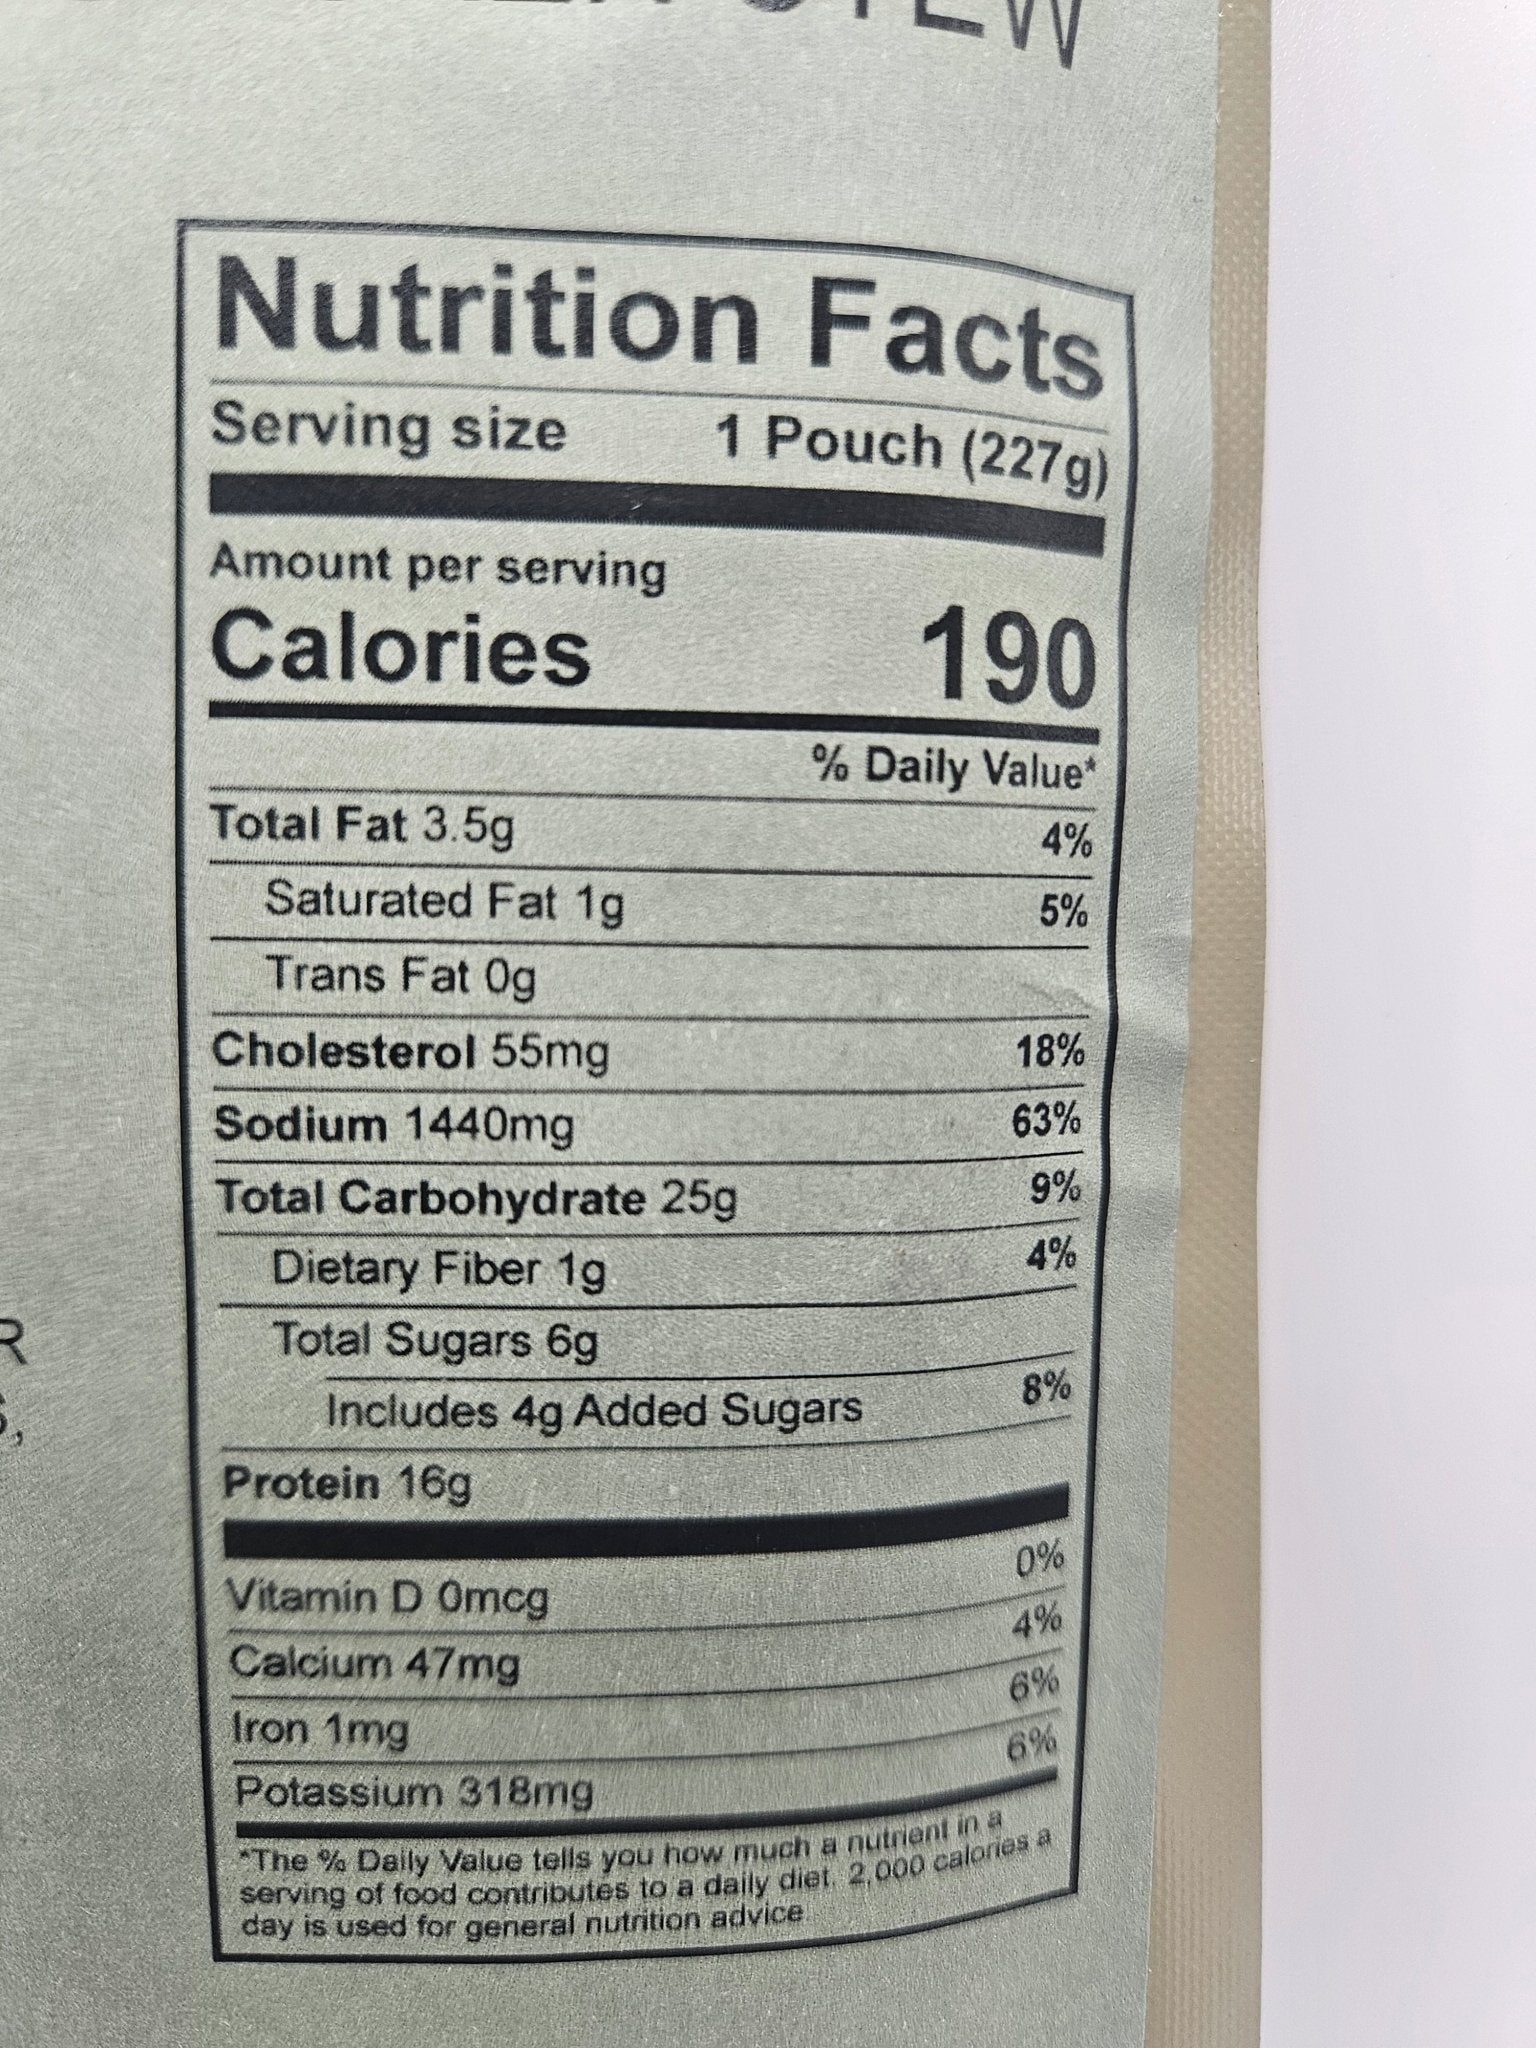 STEW
Nutrition Facts
Serving size 1 Pouch (227g)
Amount per serving
Calories 190
% Daily Value*
Total Fat 3.5g 4%
Saturated Fat 1g 5%
Trans Fat 0g
Cholesterol 55mg 18%
Sodium 1440mg 63%
Total Carbohydrate 25g 9%
Dietary Fiber 1g 4%
Total Sugars 6g
Includes 4g Added Sugars 8%
Protein 16g
Vitamin D 0mcg 0%
Calcium 47mg 4%
Iron 1mg 6%
Potassium 318mg 6%
*The % Daily Value tells you how much a nutrient in a
serving of food contributes to a daily diet. 2,000 calories a
day is used for general nutrition advice.